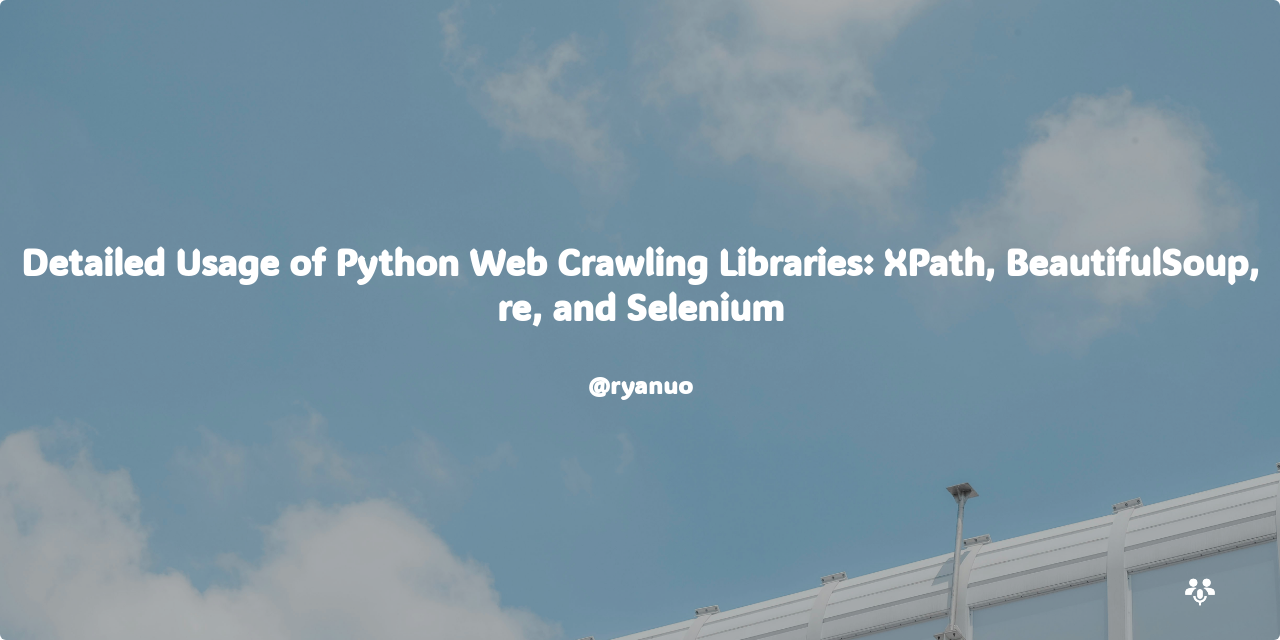 Detailed Usage of Python Web Crawling Libraries: XPath, BeautifulSoup,
re, and Selenium
@ryanuo